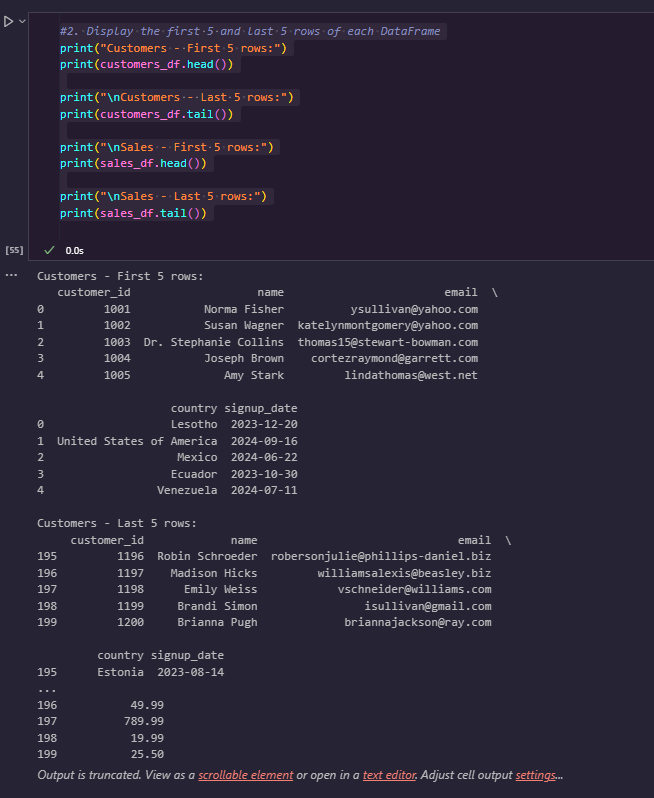 #2. Display the first 5 and last 5 rows of each DataFrame
print("Customers - First 5 rows:")
print(customers_df.head())
print("\nCustomers - Last 5 rows:")
print(customers_df.tail())
print("\nSales - First 5 rows:")
print(sales_df.head())
print("\nSales - Last 5 rows:")
print(sales_df.tail())
[55] 0.0s
... Customers - First 5 rows:
customer_id name email \
0 1001 Norma Fisher ysullivan@yahoo.com
1 1002 Susan Wagner katelynmontgomery@yahoo.com
2 1003 Dr. Stephanie Collins thomas15@stewart-bowman.com
3 1004 Joseph Brown cortezraymond@garrett.com
4 1005 Amy Stark lindathomas@west.net
country signup_date
0 Lesotho 2023-12-20
1 United States of America 2024-09-16
2 Mexico 2024-06-22
3 Ecuador 2023-10-30
4 Venezuela 2024-07-11
Customers - Last 5 rows:
customer_id name email \
195 1196 Robin Schroeder robersonjulie@phillips-daniel.biz
196 1197 Madison Hicks williamsalexis@beasley.biz
197 1198 Emily Weiss vschneider@williams.com
198 1199 Brandi Simon isullivan@gmail.com
199 1200 Brianna Pugh briannajackson@ray.com
country signup_date
195 Estonia 2023-08-14
...
196 49.99
197 789.99
198 19.99
199 25.50
Output is truncated. View as a scrollable element or open in a text editor. Adjust cell output settings...